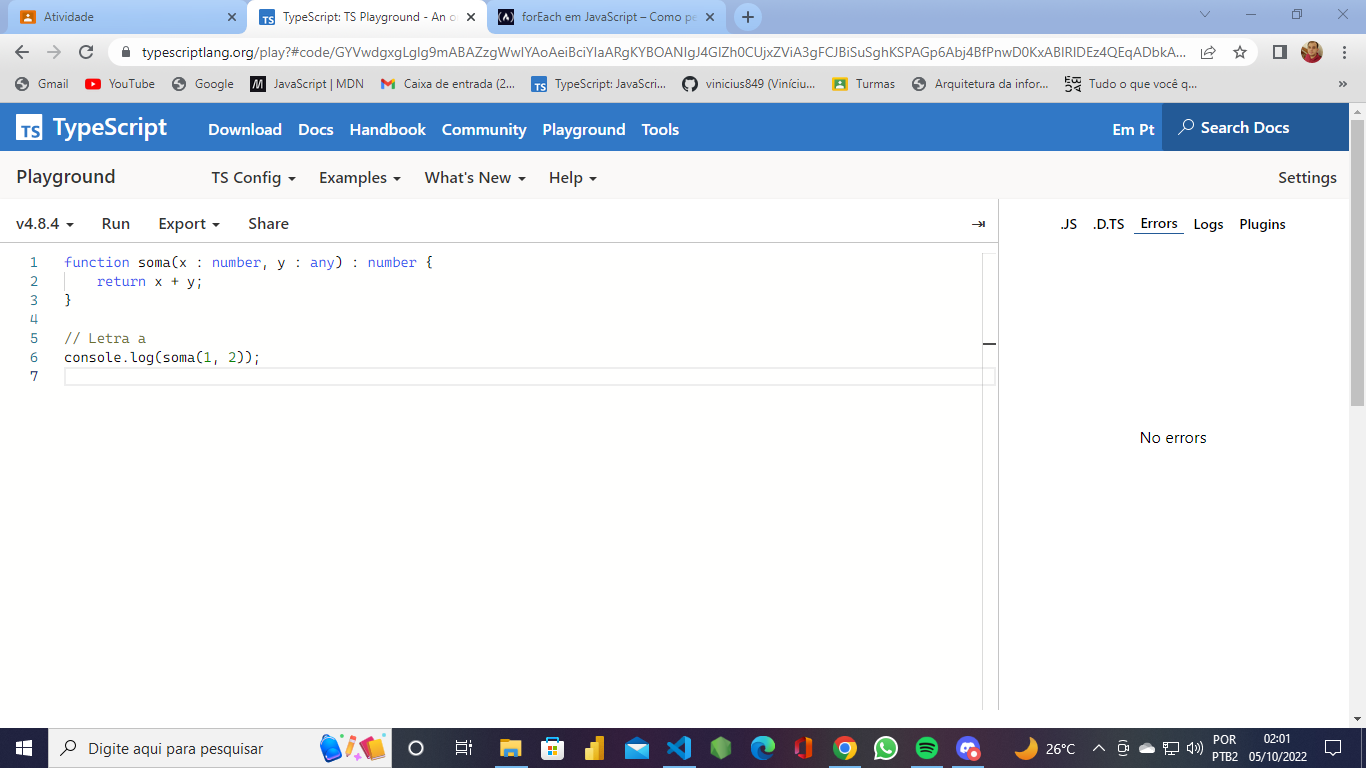 Atividade
TypeScript: TS Playground - An o
forEach em JavaScript – Como pe
typescriptlang.org/play?#code/
Gmail
YouTube
Google
JavaScript | MDN
Caixa de entrada (2...
TypeScript: JavaScri...
vinicius849 (Viníciu...
Turmas
Arquitetura da infor...
Tudo o que você q...
»
TS TypeScript
Download
Docs
Handbook
Community
Playground
Tools
Em Pt
Search Docs
Playground
TS Config
Examples
What's New
Help
Settings
v4.8.4
Run
Export
Share
.JS
.D.TS
Errors
Logs
Plugins
1 function soma(x : number, y : any) : number {
2 return x + y;
3 }
4
5 // Letra a
6 console.log(soma(1, 2));
7
No errors
Digite aqui para pesquisar
26°C
POR
PTB2
02:01
05/10/2022